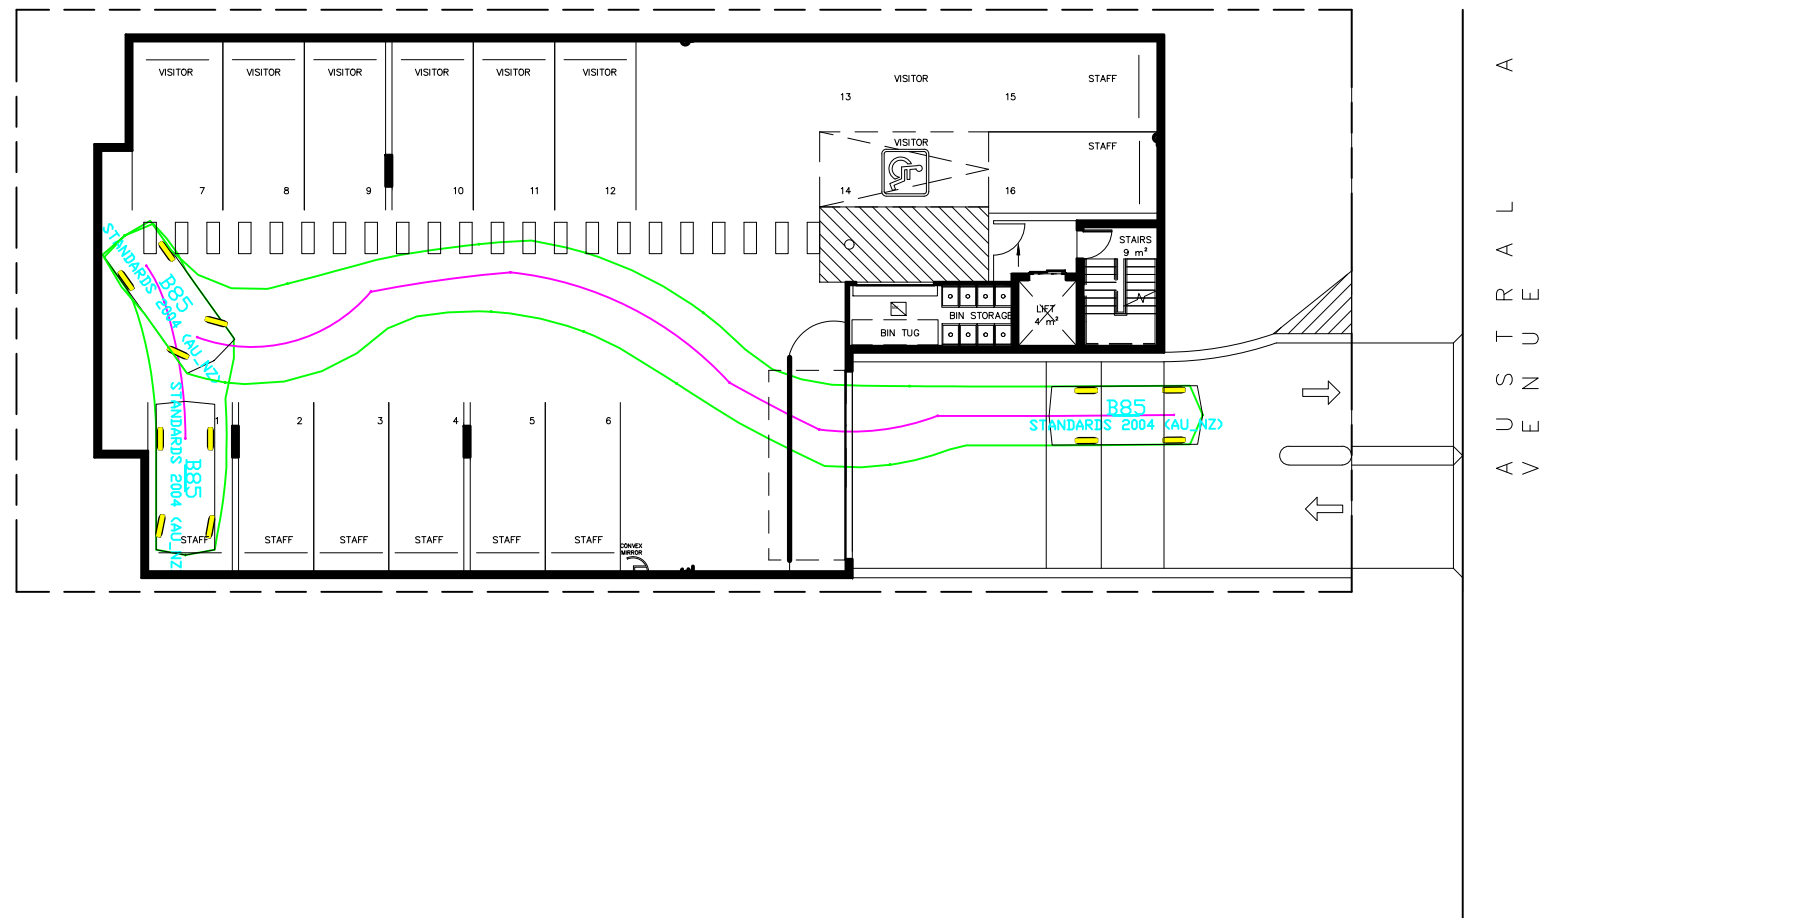 VISITOR VISITOR VISITOR VISITOR VISITOR VISITOR
VISITOR STAFF
13 15
VISITOR STAFF
7 8 9 10 11 12 14 16
STAIRS
9 m²
LIFT
4 m²
BIN STORAGE
BIN TUG
B85
STANDARDS 2004 (AU_NZ)
B85
STANDARDS 2004 (AU_NZ)
1 2 3 4 5 6
B85
STANDARDS 2004 (AU_NZ
STAFF STAFF STAFF STAFF STAFF STAFF
CONVEX
MIRROR
AUSTRAL A
VENUE